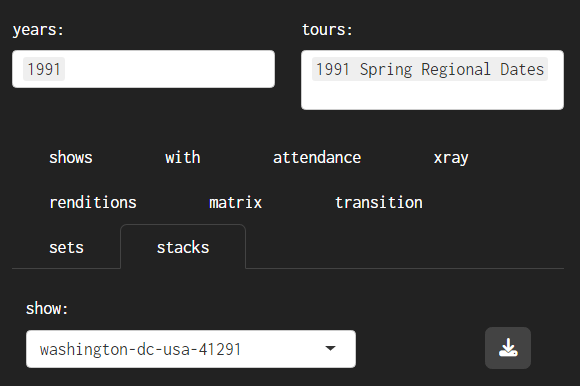 years: tours:
1991 1991 Spring Regional Dates
shows with attendance xray
renditions matrix transition
sets stacks
show:
washington-dc-usa-41291